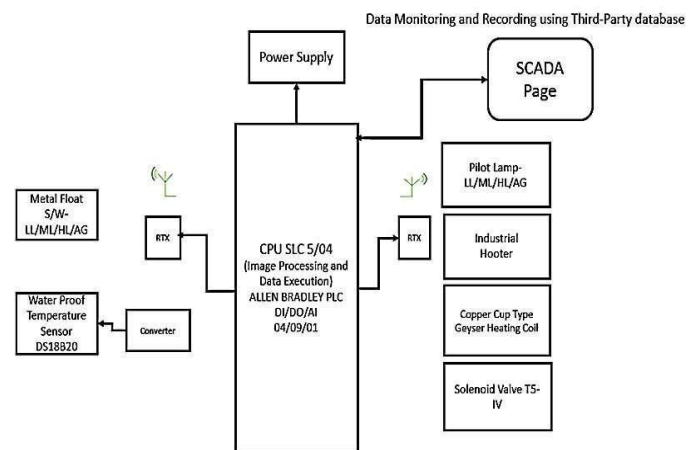 Data Monitoring and Recording using Third-Party database
Power Supply
SCADA
Page
Metal Float
S/W-
LL/ML/HL/AG
RTX
CPU SLC 5/04
(Image Processing and
Data Execution)
ALLEN BRADLEY PLC
DI/DO/AI
04/09/01
RTX
Pilot Lamp-
LL/ML/HL/AG
Industrial
Hooter
Water Proof
Temperature
Sensor
DS18B20
Converter
Copper Cup Type
Geyser Heating Coil
Solenoid Valve T5-
IV